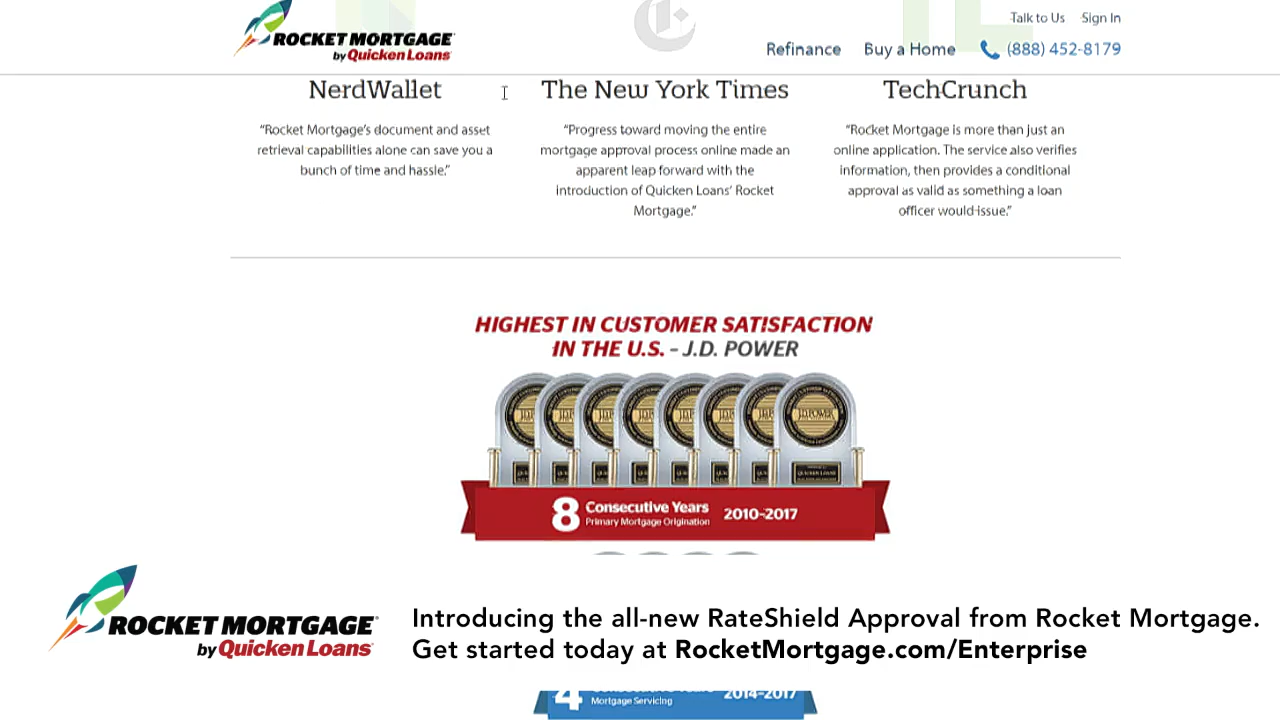 ROCKET MORTGAGE
by Quicken Loans
Talk to Us Sign In
Refinance Buy a Home (888) 452-8179
NerdWallet
“Rocket Mortgage’s document and asset
retrieval capabilities alone can save you a
bunch of time and hassle.”
The New York Times
“Progress toward moving the entire
mortgage approval process online made an
apparent leap forward with the
introduction of Quicken Loans’ Rocket
Mortgage.”
TechCrunch
“Rocket Mortgage is more than just an
online application. The service also verifies
information, then provides a conditional
approval as valid as something a loan
officer would issue.”
HIGHEST IN CUSTOMER SATISFACTION
IN THE U.S. - J.D. POWER
J.D. POWER
QUICKEN LOANS
8 Consecutive Years
Primary Mortgage Origination
2010-2017
ROCKET MORTGAGE
by Quicken Loans
Introducing the all-new RateShield Approval from Rocket Mortgage.
Get started today at RocketMortgage.com/Enterprise
4 Consecutive Years
Mortgage Servicing
2014-2017